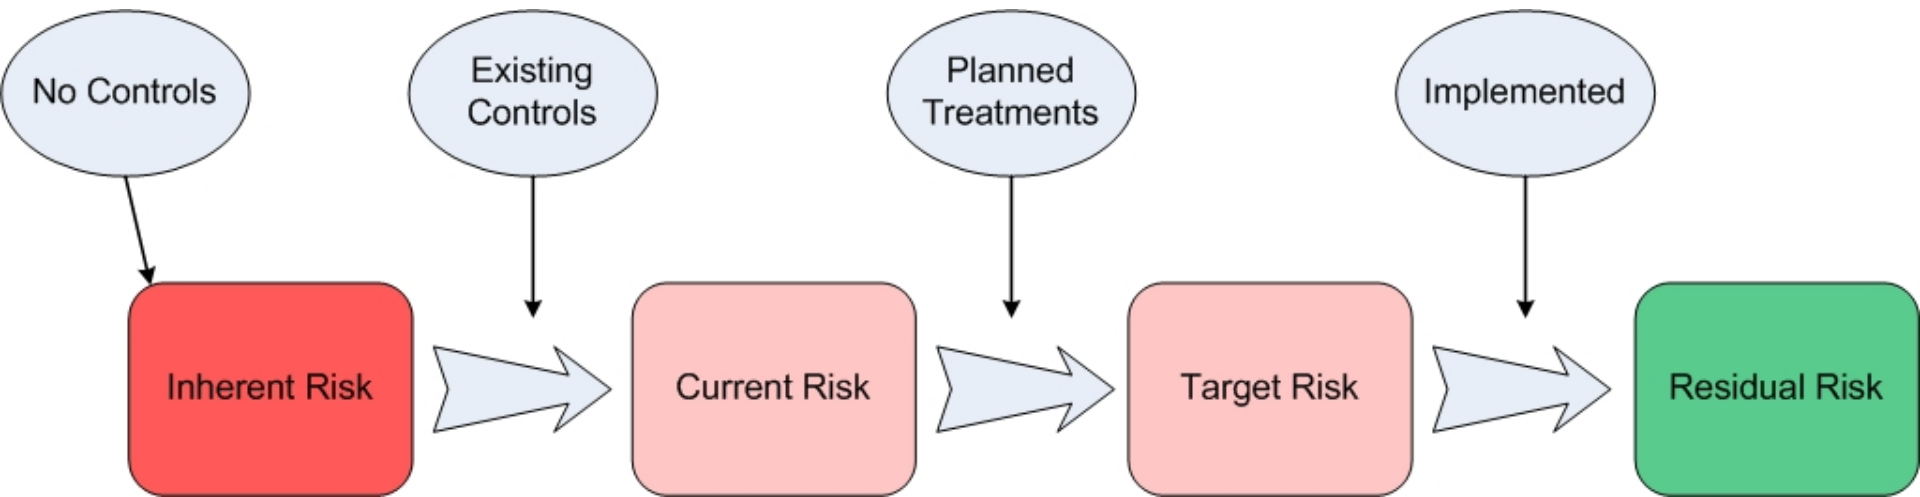 No Controls
Existing
Controls
Planned
Treatments
Implemented
Inherent Risk
Current Risk
Target Risk
Residual Risk